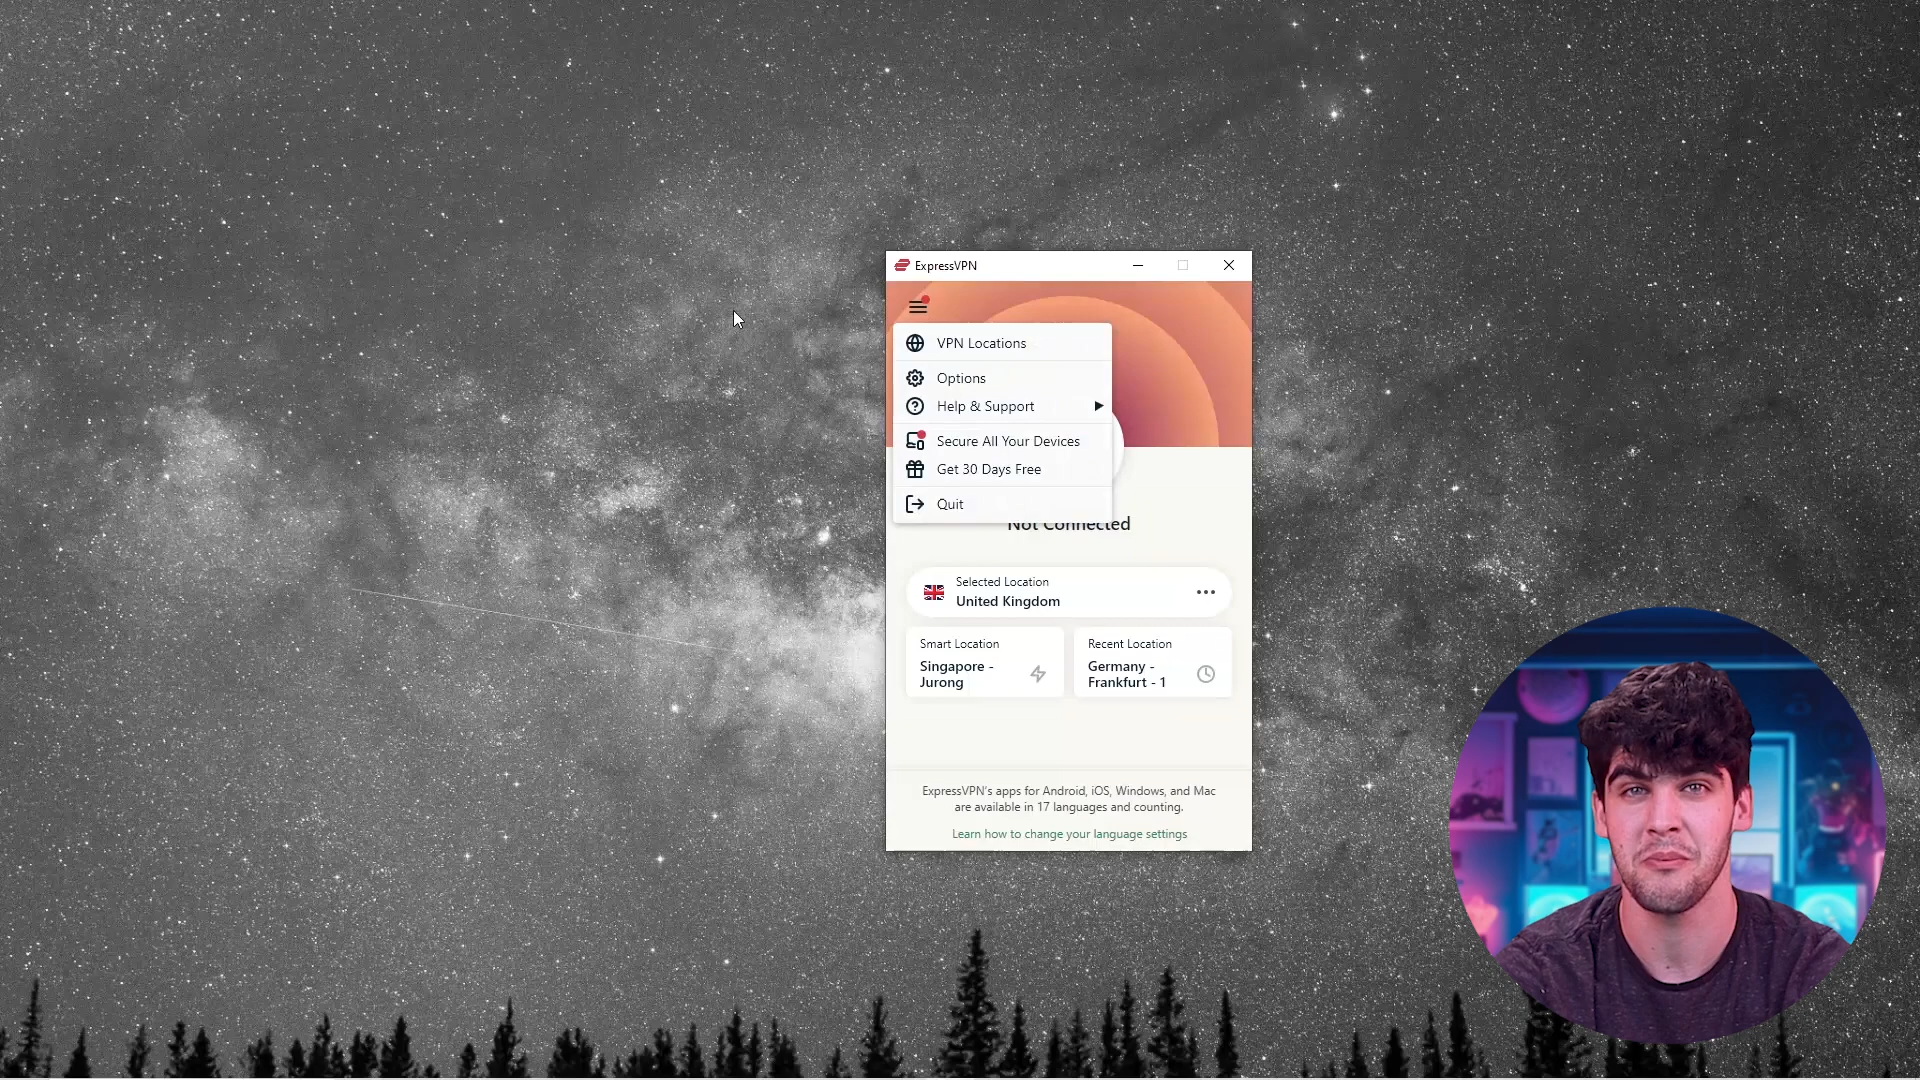 ExpressVPN
VPN Locations
Options
Help & Support
Secure All Your Devices
Get 30 Days Free
Quit
Not Connected
Selected Location
United Kingdom
Smart Location
Singapore -
Jurong
Recent Location
Germany -
Frankfurt - 1
ExpressVPN's apps for Android, iOS, Windows, and Mac
are available in 17 languages and counting.
Learn how to change your language settings